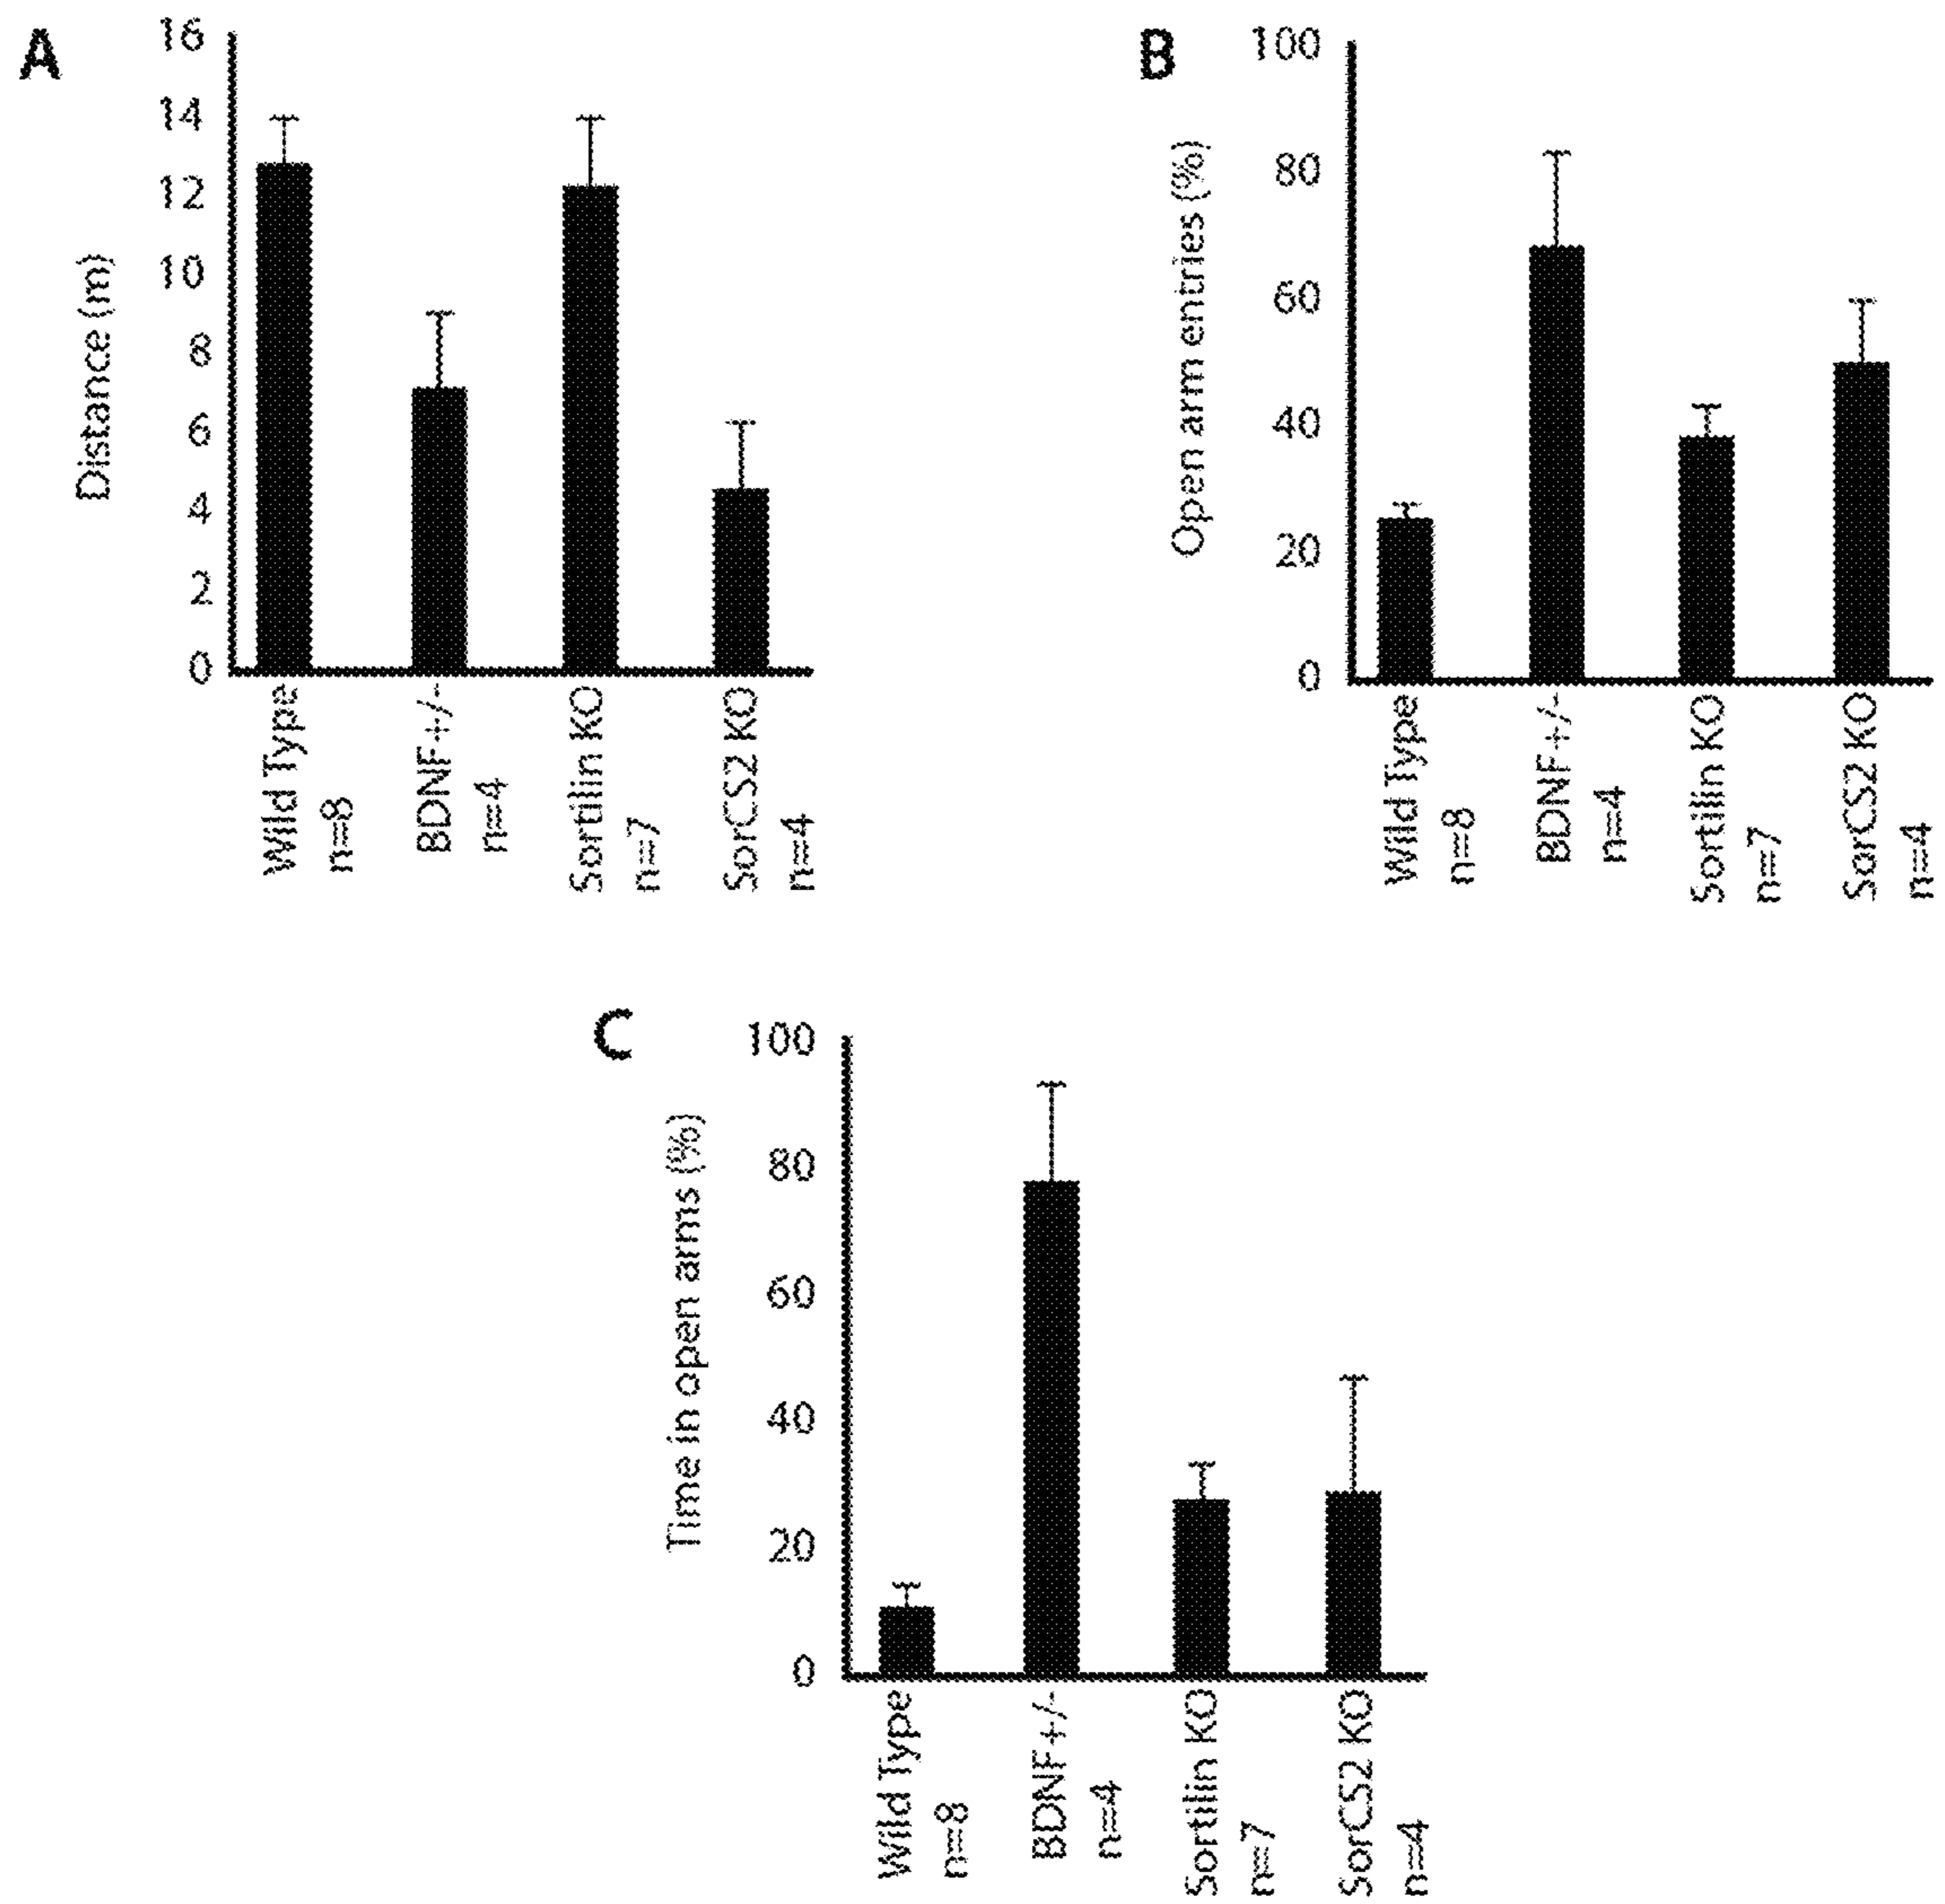 A
16
14
12
10
8
6
4
2
0
Distance (m)
Wild Type
n=8
BDNF+/-
n=4
Sortilin KO
n=7
SorCS2 KO
n=4
B
100
80
60
40
20
0
Open arm entries (%)
Wild Type
n=8
BDNF+/-
n=4
Sortilin KO
n=7
SorCS2 KO
n=4
C
100
80
60
40
20
0
Time in open arms (%)
Wild Type
n=8
BDNF+/-
n=4
Sortilin KO
n=7
SorCS2 KO
n=4